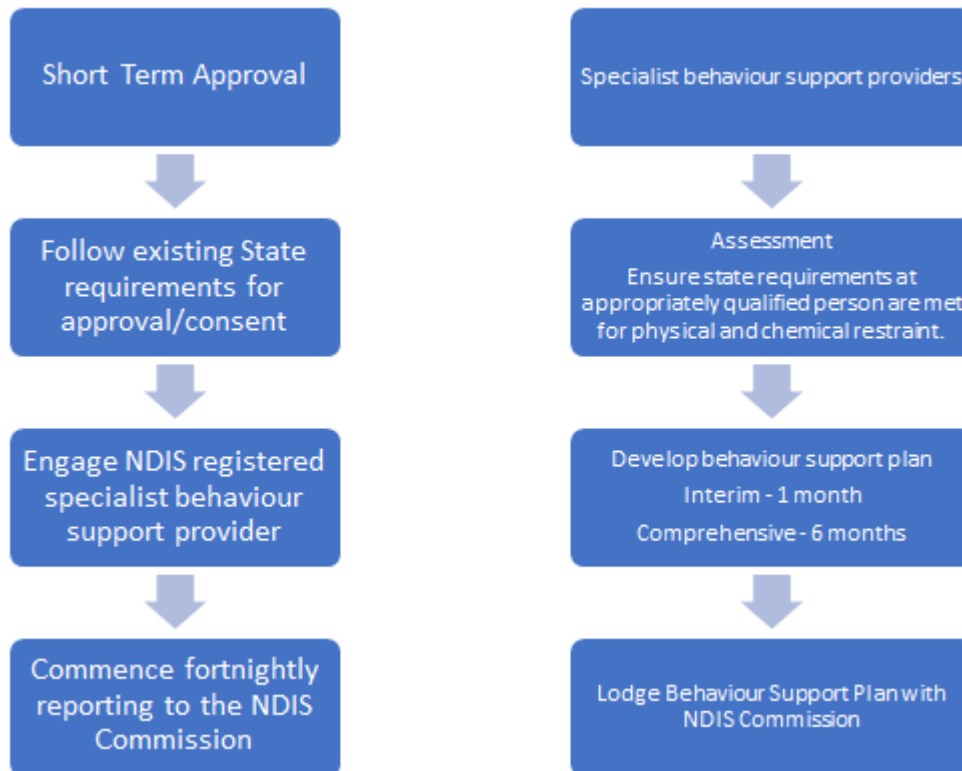 Short Term Approval
Follow existing State
requirements for
approval/consent
Engage NDIS registered
specialist behaviour
support provider
Commence fortnightly
reporting to the NDIS
Commission
Specialist behaviour support providers
Assessment
Ensure state requirements at
appropriately qualified person are met
for physical and chemical restraint.
Develop behaviour support plan
Interim - 1 month
Comprehensive - 6 months
Lodge Behaviour Support Plan with
NDIS Commission